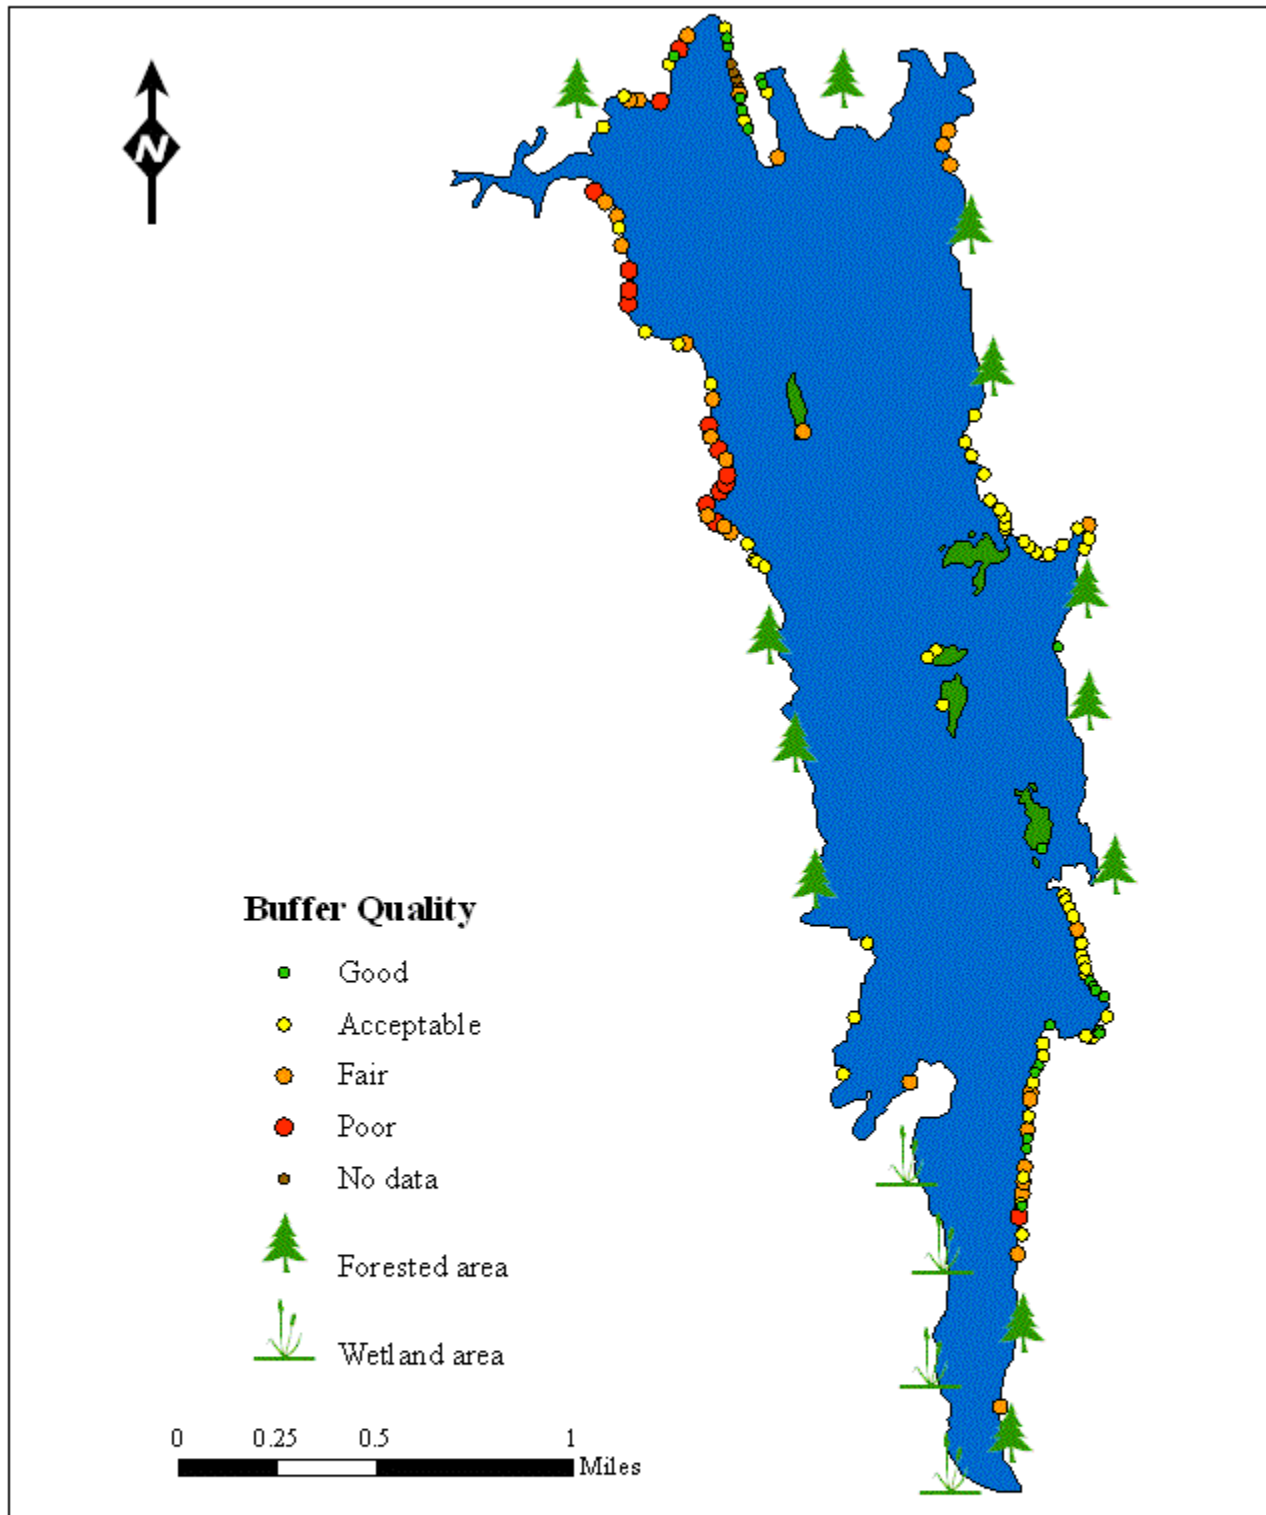 N
Buffer Quality
Good
Acceptable
Fair
Poor
No data
Forested area
Wetland area
0 0.25 0.5 1
Miles